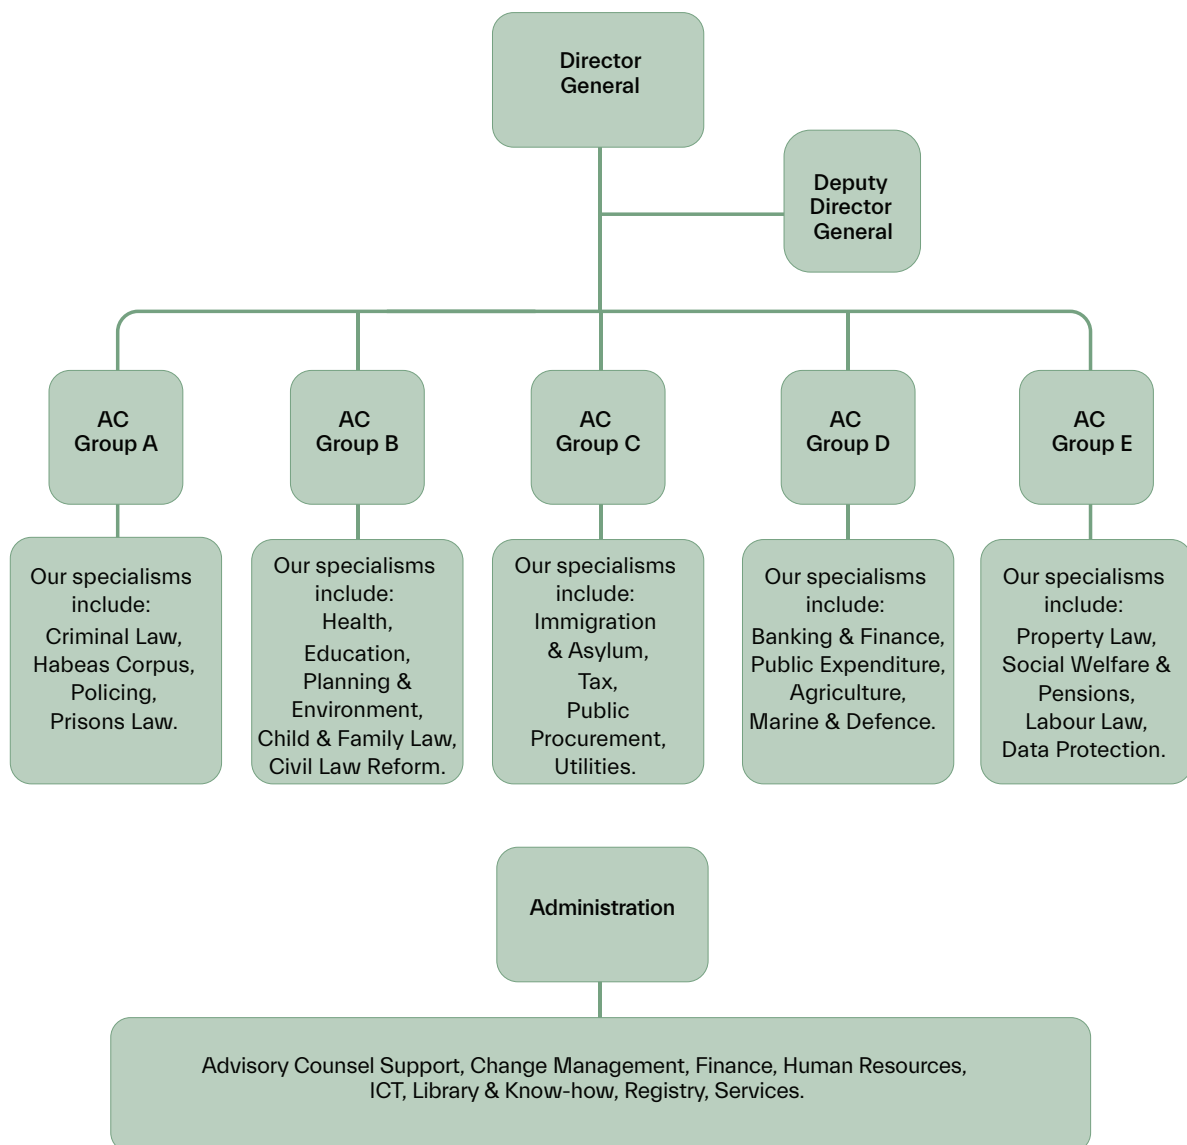 Director
General
Deputy
Director
General
AC
Group A
AC
Group B
AC
Group C
AC
Group D
AC
Group E
Our specialisms
include:
Criminal Law,
Habeas Corpus,
Policing,
Prisons Law.
Our specialisms
include:
Health,
Education,
Planning &
Environment,
Child & Family Law,
Civil Law Reform.
Our specialisms
include:
Immigration
& Asylum,
Tax,
Public
Procurement,
Utilities.
Our specialisms
include:
Banking & Finance,
Public Expenditure,
Agriculture,
Marine & Defence.
Our specialisms
include:
Property Law,
Social Welfare &
Pensions,
Labour Law,
Data Protection.
Administration
Advisory Counsel Support, Change Management, Finance, Human Resources,
ICT, Library & Know-how, Registry, Services.